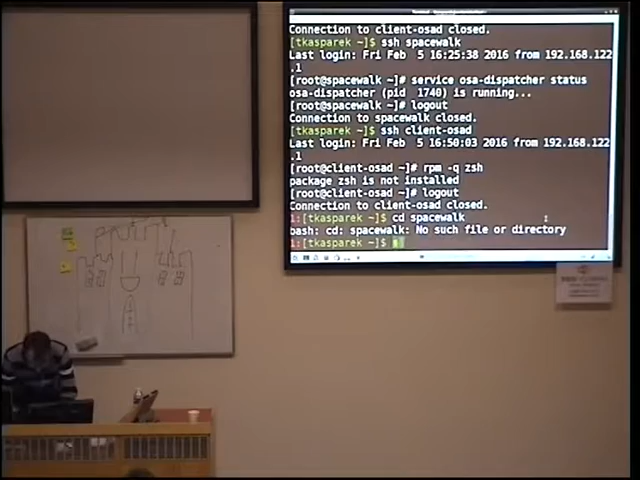 Connection to client-osad closed.
[tkasparek ~]$ ssh spacewalk
Last login: Fri Feb  5 16:25:38 2016 from 192.168.122
.1
[root@spacewalk ~]# service osa-dispatcher status
osa-dispatcher (pid  1740) is running...
[root@spacewalk ~]# logout
Connection to spacewalk closed.
[tkasparek ~]$ ssh client-osad
Last login: Fri Feb  5 16:50:03 2016 from 192.168.122
.1
[root@client-osad ~]# rpm -q zsh
package zsh is not installed
[root@client-osad ~]# logout
Connection to client-osad closed.
1:[tkasparek ~]$ cd spacewalk
bash: cd: spacewalk: No such file or directory
1:[tkasparek ~]$